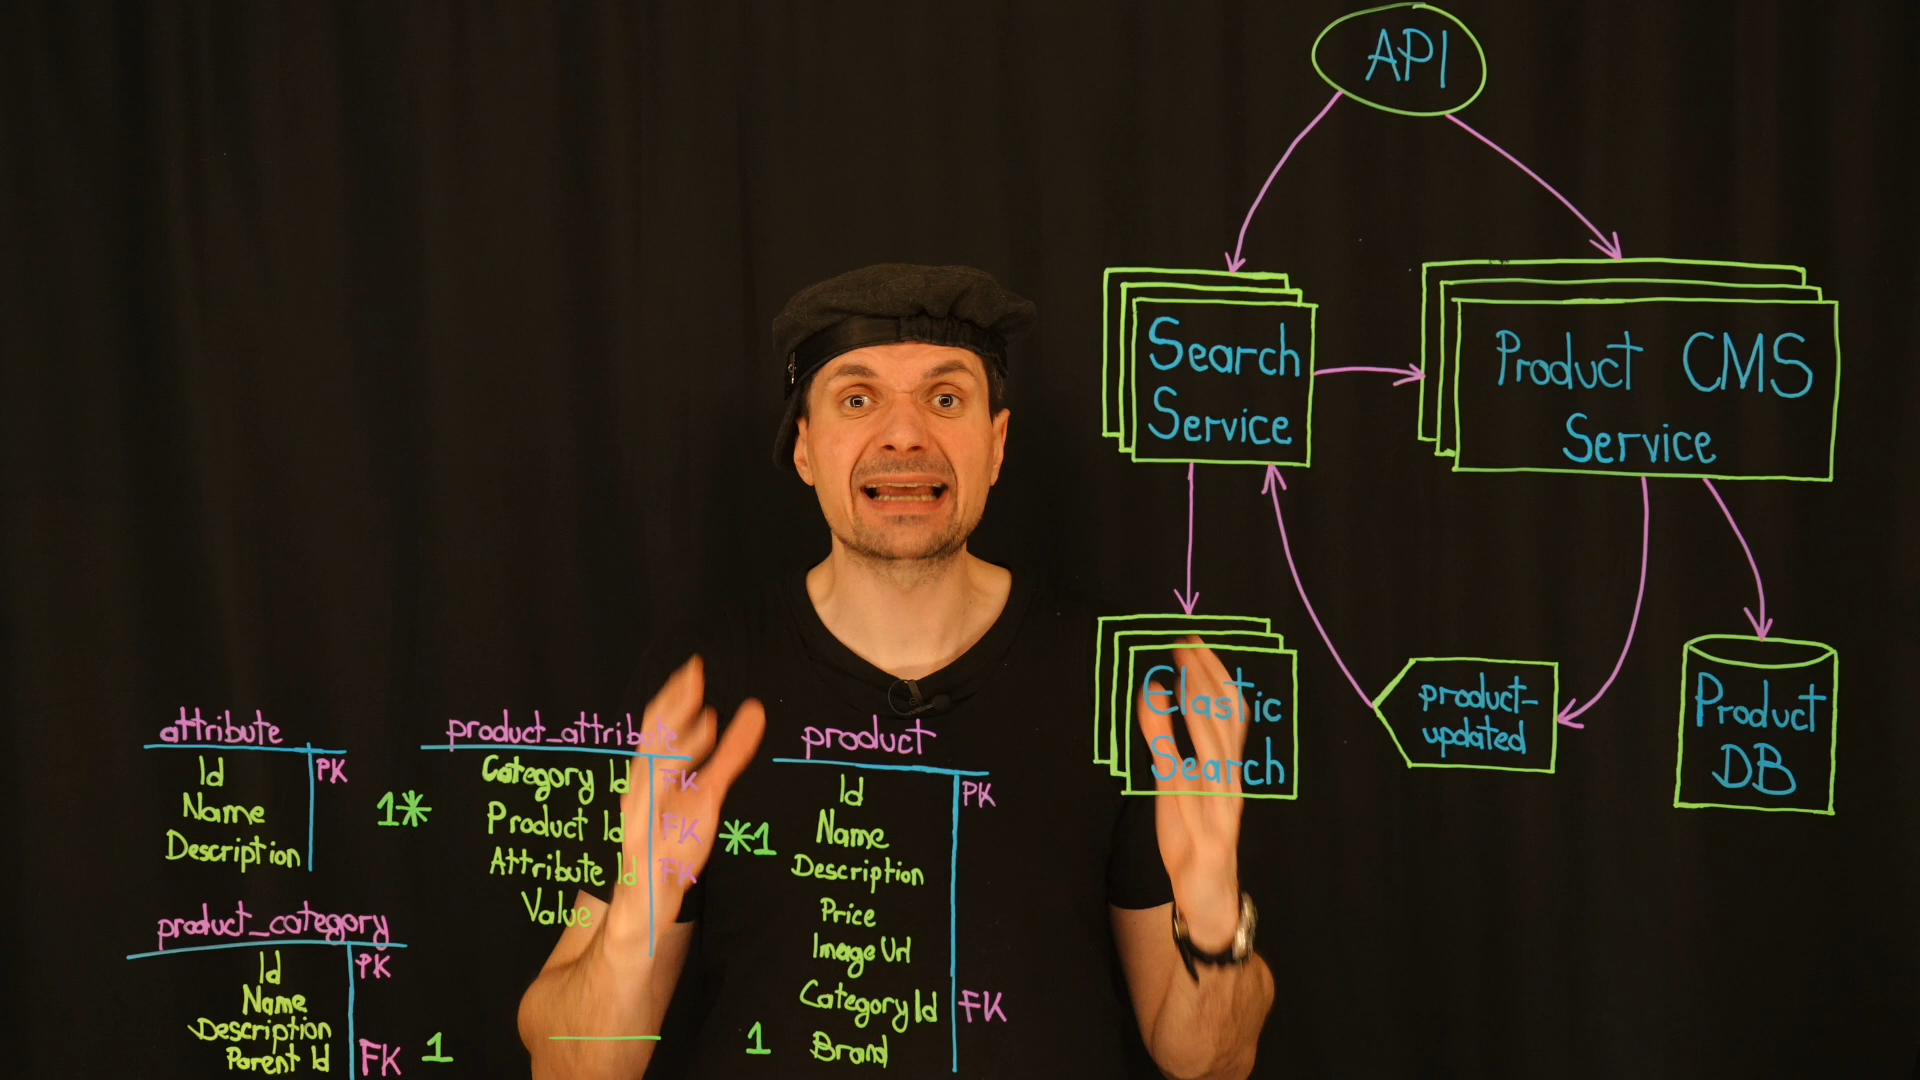 API
Search
Service
Product CMS
Service
Elastic
Search
product-
updated
Product
DB
attribute
Id PK
Name
Description
1*
product_attribute
Category Id FK
Product Id FK
Attribute Id FK
Value
*1
product
Id PK
Name
Description
Price
Image Url
Category Id FK
Brand
product_category
Id PK
Name
Description
Parent Id FK
1
1